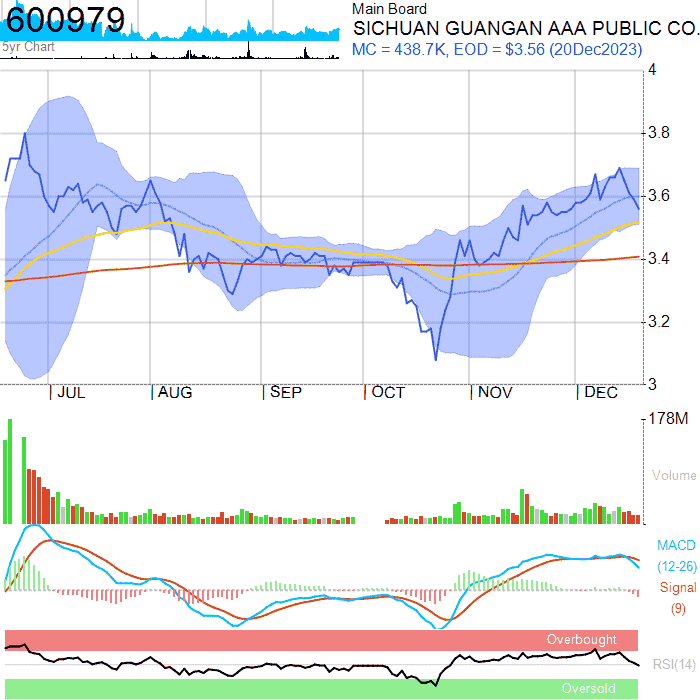 600979
5yr Chart
Main Board
SICHUAN GUANGAN AAA PUBLIC CO.
MC = 438.7K, EOD = $3.56 (20Dec2023)
4
3.8
3.6
3.4
3.2
3
JUL
AUG
SEP
OCT
NOV
DEC
178M
Volume
MACD
(12-26)
Signal
(9)
Overbought
RSI(14)
Oversold